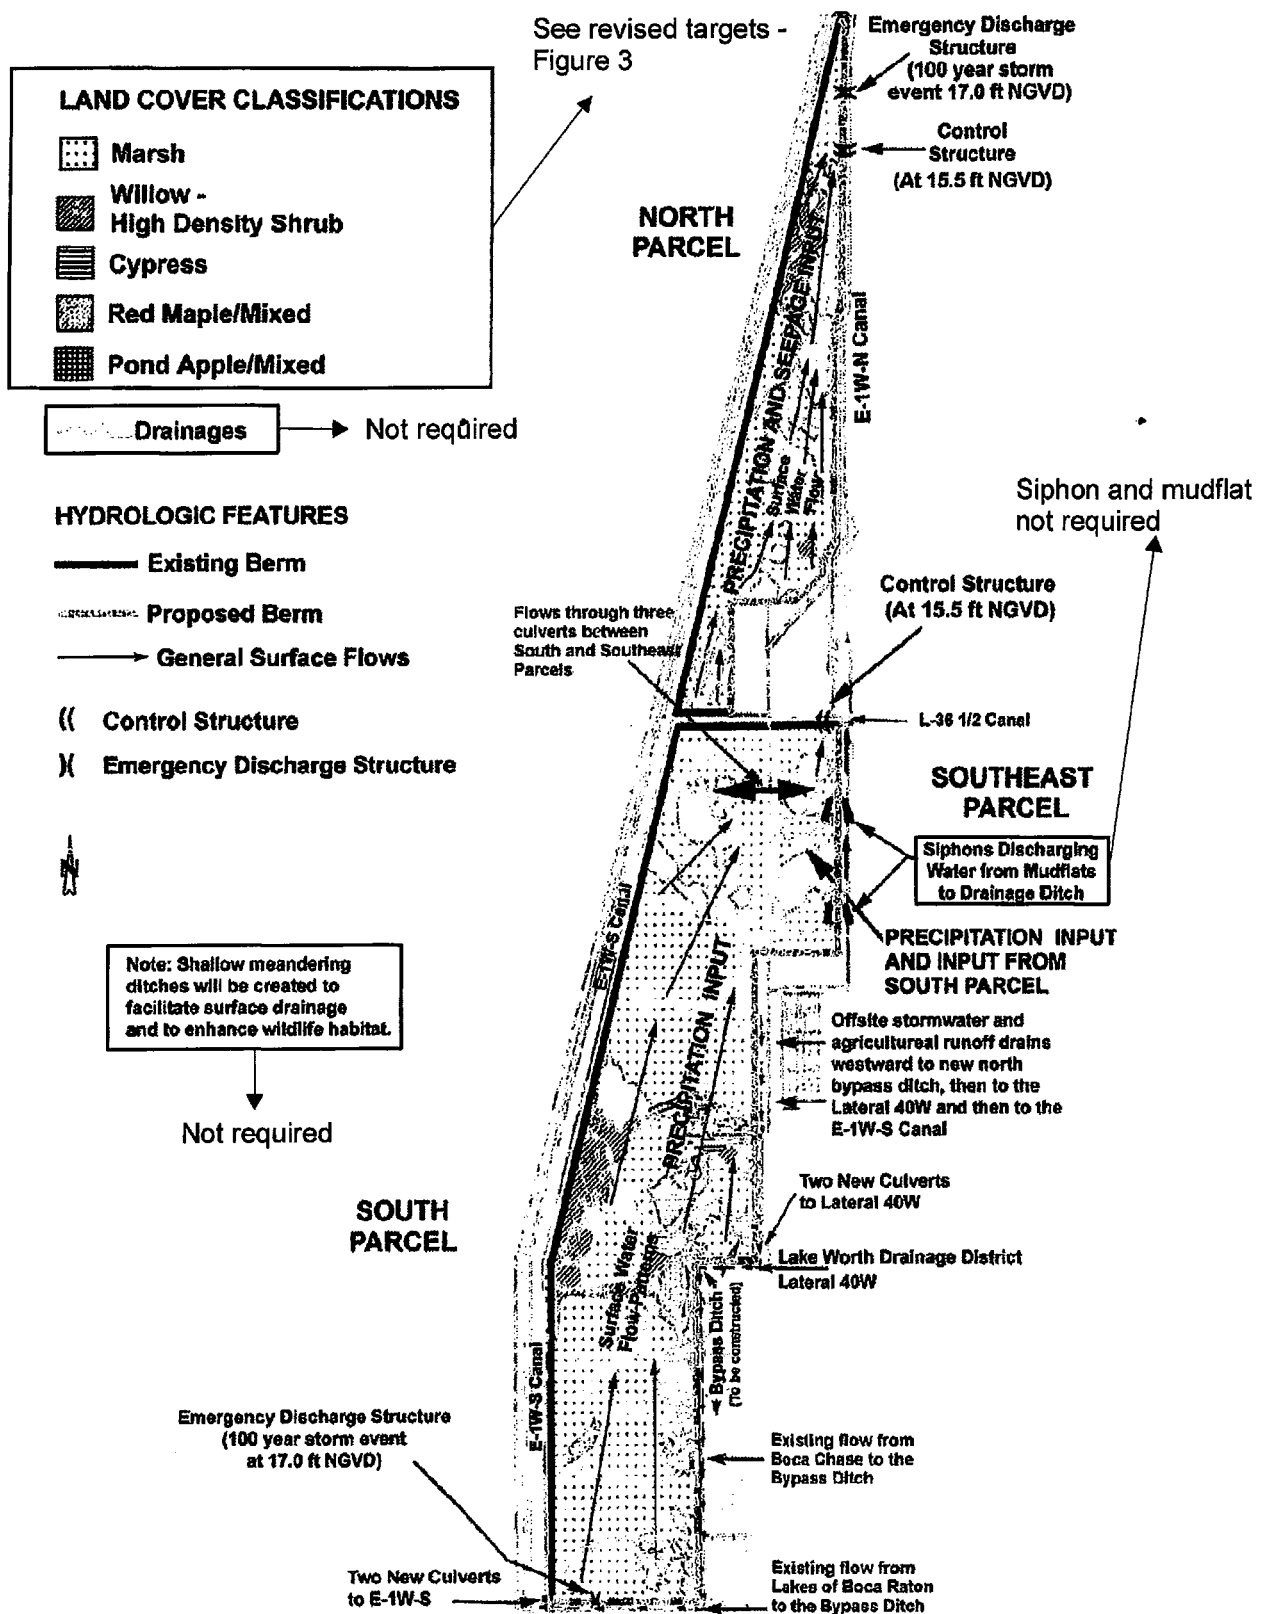 See revised targets -
Figure 3
Emergency Discharge
Structure
(100 year storm
event 17.0 ft NGVD)
Control
Structure
(At 15.5 ft NGVD)
LAND COVER CLASSIFICATIONS
Marsh
Willow -
High Density Shrub
Cypress
Red Maple/Mixed
Pond Apple/Mixed
Drainages
Not required
NORTH
PARCEL
PRECIPITATION AND SEEPAGE INPUT
Surface
Water
Flow
E-1W-N Canal
Siphon and mudflat
not required
HYDROLOGIC FEATURES
Existing Berm
Proposed Berm
General Surface Flows
Control Structure
Emergency Discharge Structure
N
Flows through three
culverts between
South and Southeast
Parcels
Control Structure
(At 15.5 ft NGVD)
L-36 1/2 Canal
SOUTHEAST
PARCEL
Siphons Discharging
Water from Mudflats
to Drainage Ditch
PRECIPITATION INPUT
AND INPUT FROM
SOUTH PARCEL
E-1W-S Canal
PRECIPITATION INPUT
Note: Shallow meandering
ditches will be created to
facilitate surface drainage
and to enhance wildlife habitat.
Not required
Offsite stormwater and
agricultureal runoff drains
westward to new north
bypass ditch, then to the
Lateral 40W and then to the
E-1W-S Canal
Two New Culverts
to Lateral 40W
SOUTH
PARCEL
Surface Water
Flow Patterns
Lake Worth Drainage District
Lateral 40W
Bypass Ditch
(To be constructed)
E-1W-S Canal
Emergency Discharge Structure
(100 year storm event
at 17.0 ft NGVD)
Existing flow from
Boca Chase to the
Bypass Ditch
Two New Culverts
to E-1W-S
Existing flow from
Lakes of Boca Raton
to the Bypass Ditch